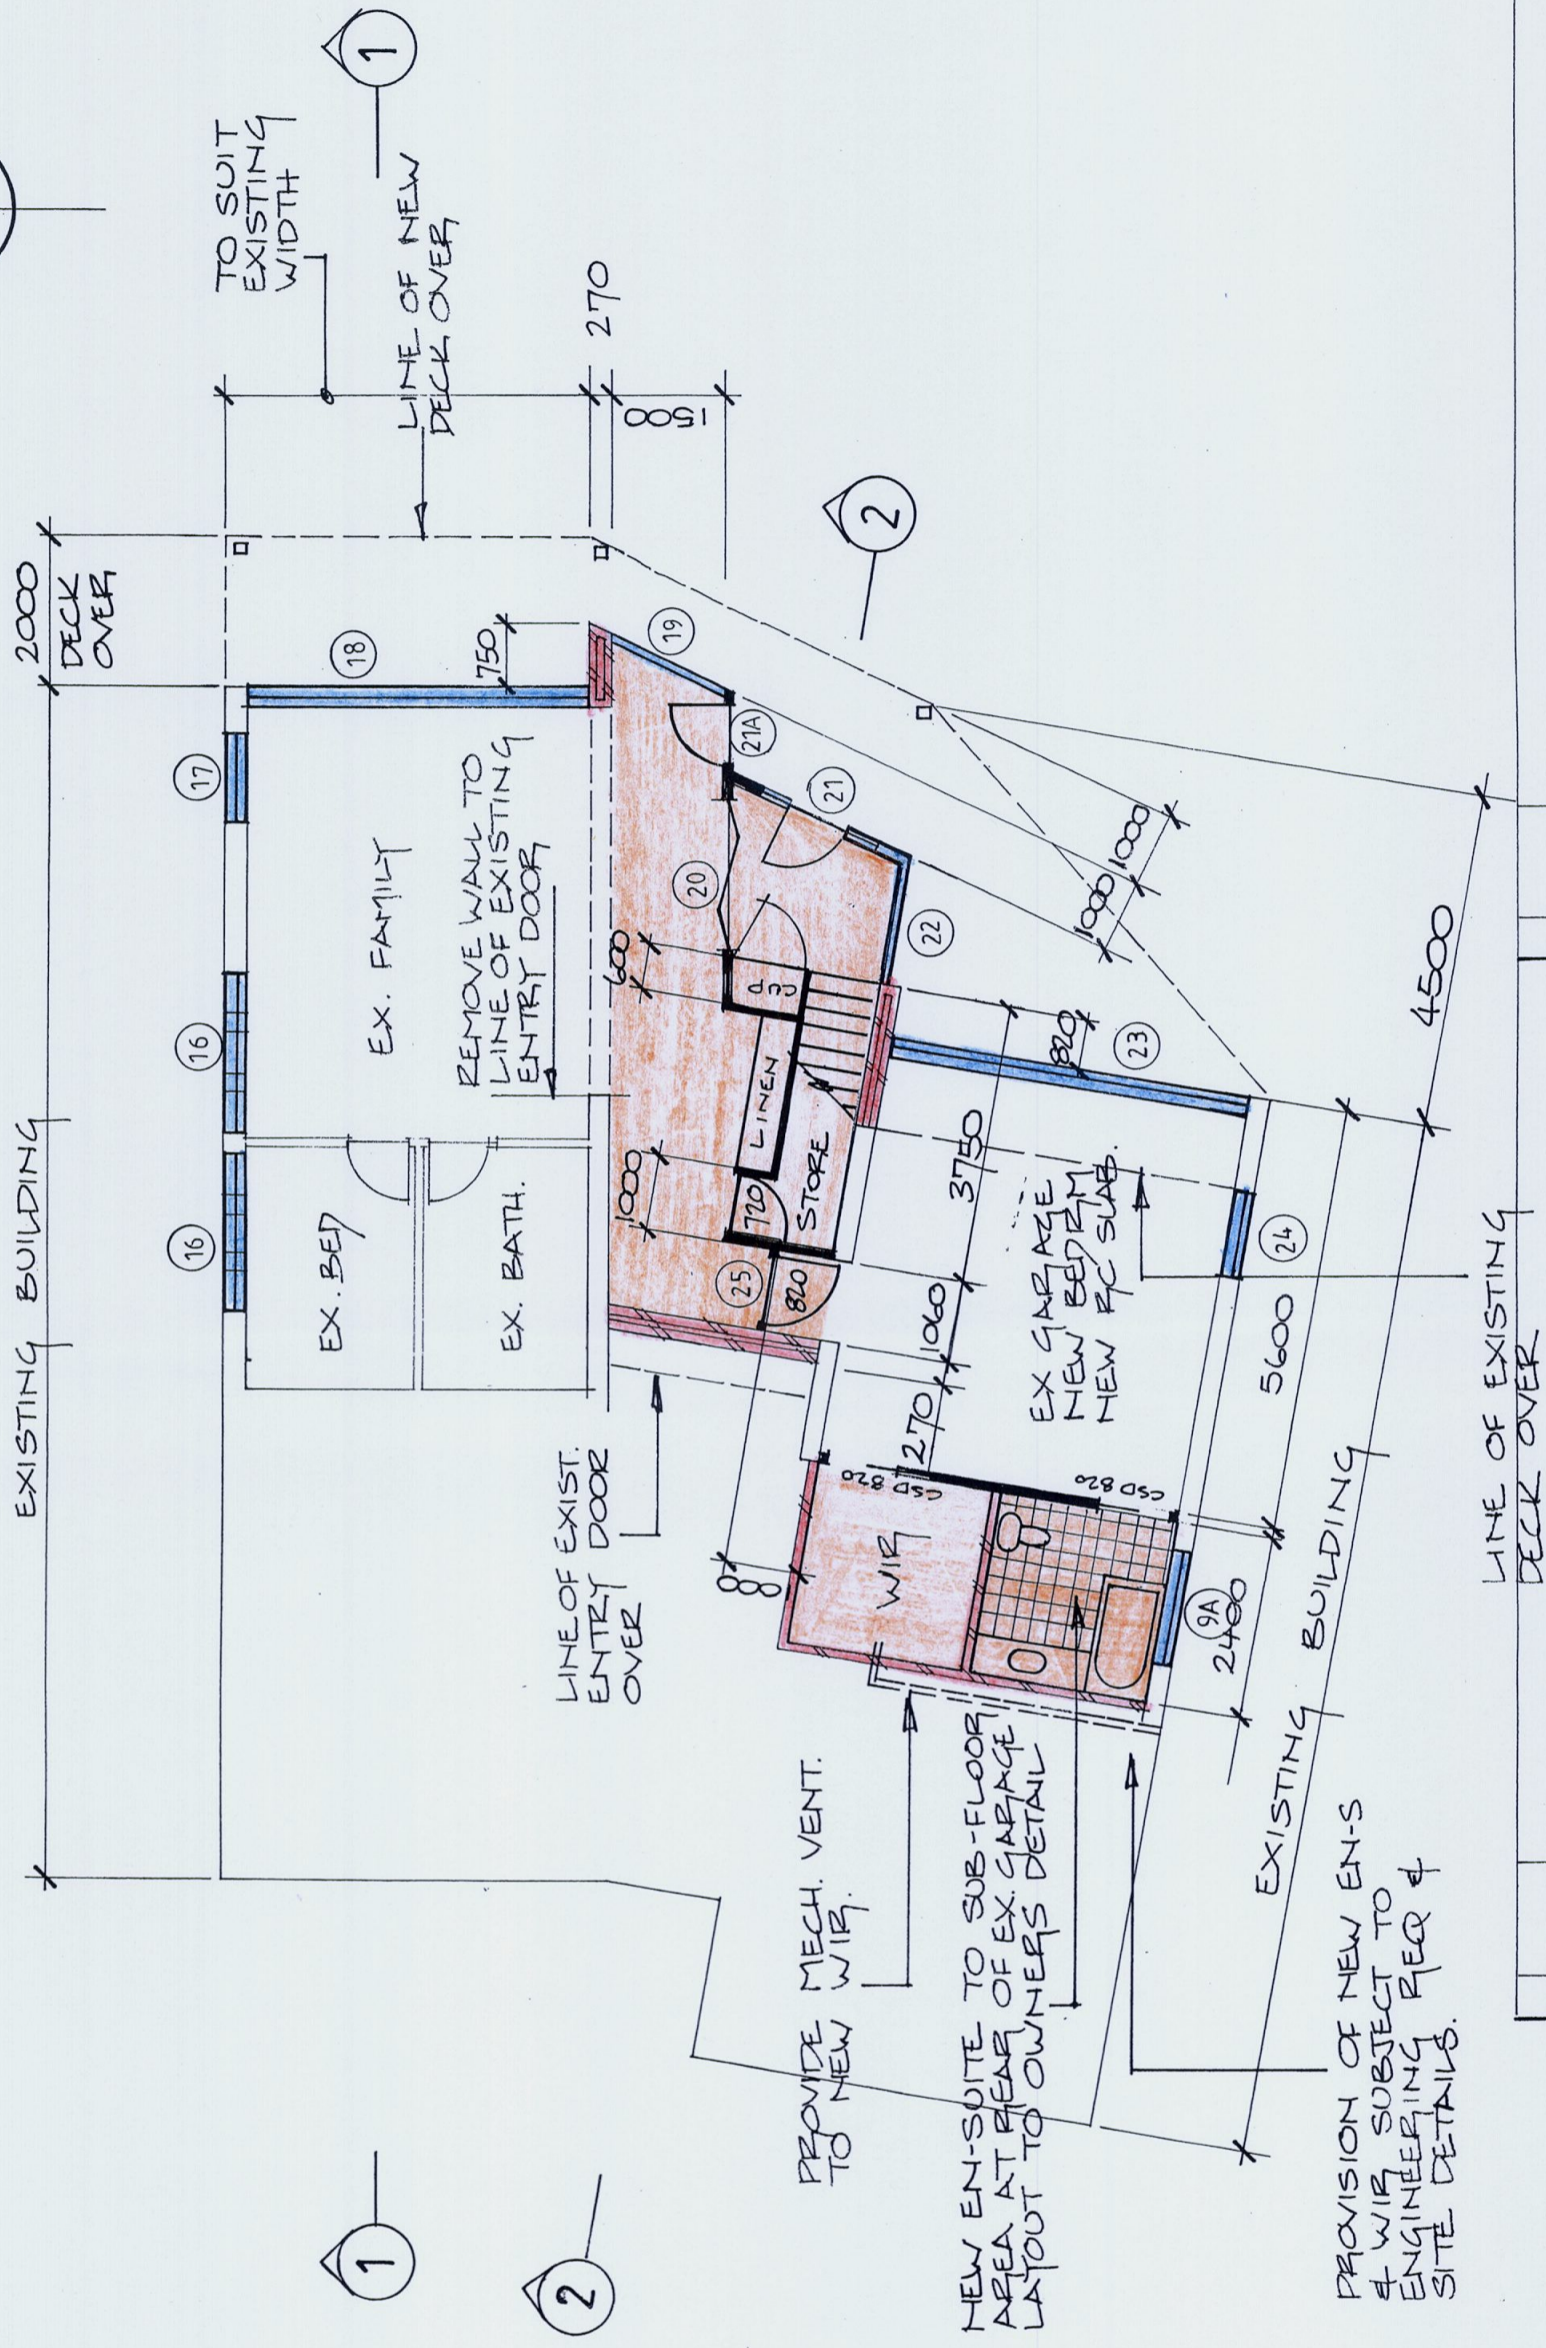 EXISTING BUILDING
2000
DECK
OVER
TO SUIT
EXISTING
WIDTH
1
LINE OF NEW
DECK OVER
270
1500
16
16
17
18
750
EX. BED
EX. BATH.
EX. FAMILY
REMOVE WALL TO
LINE OF EXISTING
ENTRY DOOR
19
21A
21
20
22
2
600
1000
LINEN
720
STORE
25
820
LINE OF EXIST.
ENTRY DOOR
OVER
800
1060
3750
820
23
270
WIR
CSD 820
CSD 820
EX GARAGE
NEW BEDRM
NEW R/C SLAB.
24
1000
1000
4500
5600
9A
2400
EXISTING BUILDING
LINE OF EXISTING
DECK OVER
1
2
PROVIDE MECH. VENT.
TO NEW WIR.
NEW EN-SUITE TO SUB-FLOOR
AREA AT REAR OF EX. GARAGE
LAYOUT TO OWNERS DETAIL
PROVISION OF NEW EN-S
& WIR SUBJECT TO
ENGINEERING REQ &
SITE DETAILS.